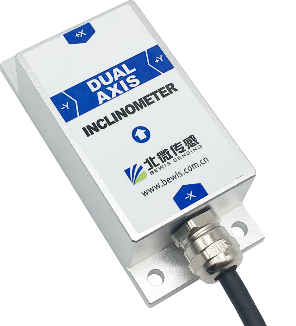 +X
-Y
DUAL
AXIS
+Y
INCLINOMETER
北微传感
BEWIS SENSING
www.bewis.com.cn
-X